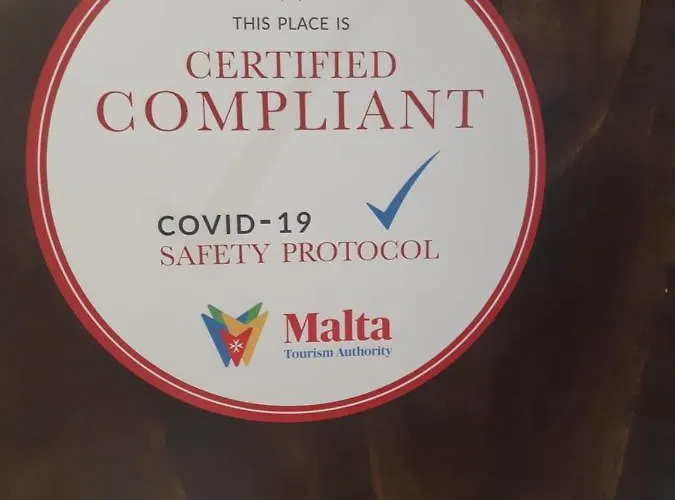 THIS PLACE IS
CERTIFIED
COMPLIANT
COVID-19
SAFETY PROTOCOL
Malta
Tourism Authority